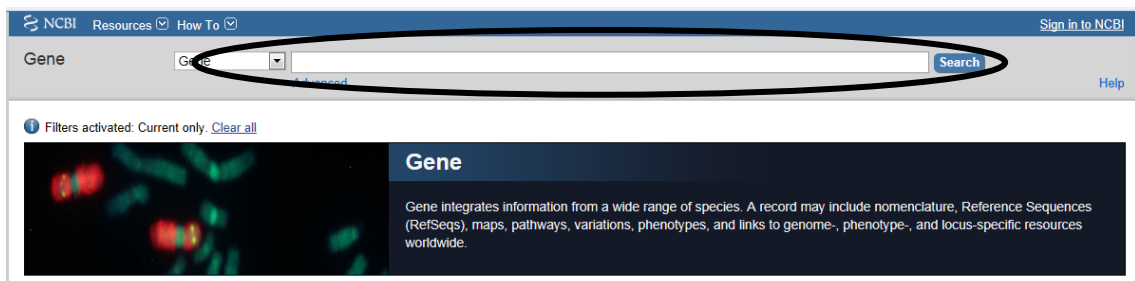 NCBI Resources How To Sign in to NCBI
Gene Gene Search
Advanced Help
Filters activated: Current only. Clear all
Gene
Gene integrates information from a wide range of species. A record may include nomenclature, Reference Sequences
(RefSeqs), maps, pathways, variations, phenotypes, and links to genome-, phenotype-, and locus-specific resources
worldwide.